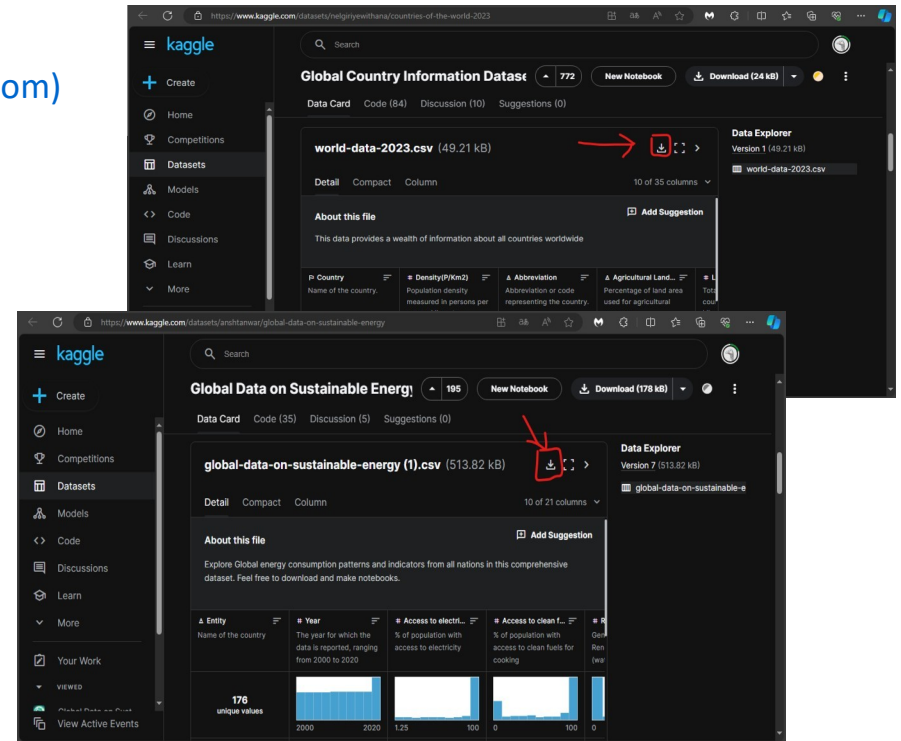 om)
https://www.kaggle.com/datasets/nelgiriyewithana/countries-of-the-world-2023
kaggle
Search
Create
Global Country Information Datase
772
New Notebook
Download (24 kB)
Data Card Code (84) Discussion (10) Suggestions (0)
Home
Competitions
Datasets
Models
Code
Discussions
Learn
More
world-data-2023.csv (49.21 kB)
Detail Compact Column
10 of 35 columns
About this file
Add Suggestion
This data provides a wealth of information about all countries worldwide
Country
Name of the country.
# Density(P/Km2)
Population density
measured in persons per
Abbreviation
Abbreviation or code
representing the country.
Agricultural Land...
Percentage of land area
used for agricultural
# L
Tota
cou
Data Explorer
Version 1 (49.21 kB)
world-data-2023.csv
https://www.kaggle.com/datasets/anshtanwar/global-data-on-sustainable-energy
kaggle
Search
Create
Global Data on Sustainable Energy
195
New Notebook
Download (178 kB)
Data Card Code (35) Discussion (5) Suggestions (0)
Home
Competitions
Datasets
Models
Code
Discussions
Learn
More
Your Work
VIEWED
View Active Events
global-data-on-sustainable-energy (1).csv (513.82 kB)
Detail Compact Column
10 of 21 columns
About this file
Add Suggestion
Explore Global energy consumption patterns and indicators from all nations in this comprehensive
dataset. Feel free to download and make notebooks.
Entity
Name of the country
176
unique values
# Year
The year for which the
data is reported, ranging
from 2000 to 2020
2000 2020
# Access to electri...
% of population with
access to electricity
1.25 100
# Access to clean f...
% of population with
access to clean fuels for
cooking
0 100
# R
Gen
Ren
(wat
0
Data Explorer
Version 7 (513.82 kB)
global-data-on-sustainable-e